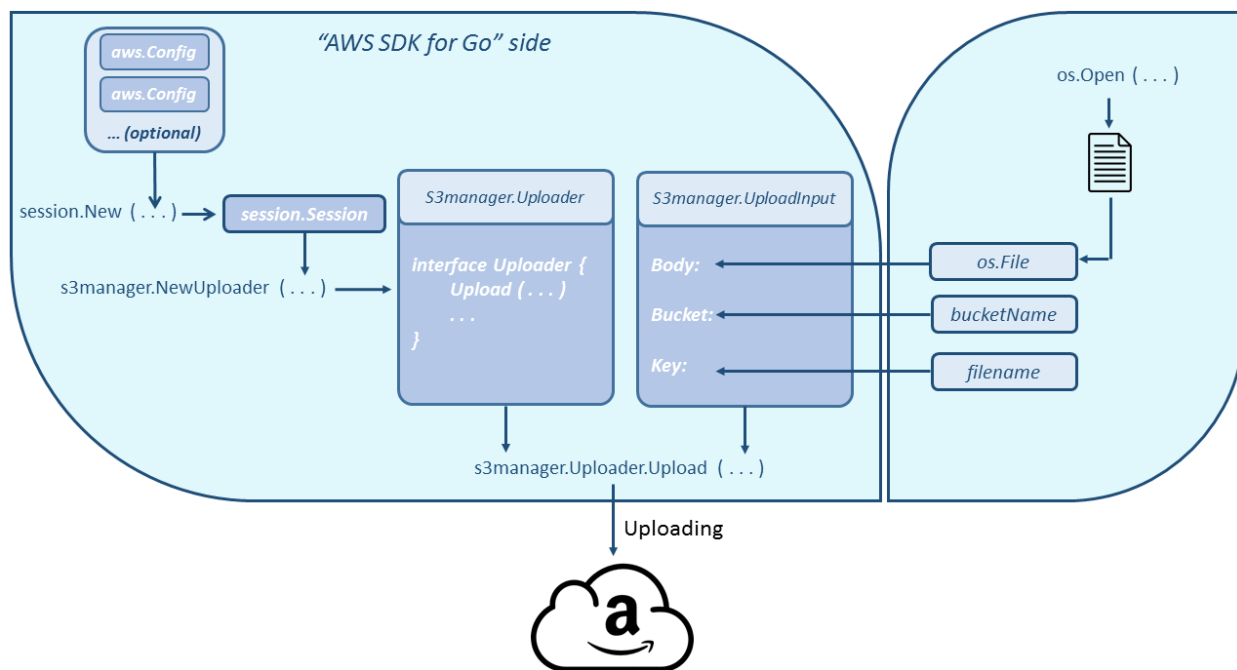 “AWS SDK for Go” side
aws.Config
aws.Config
... (optional)
session.New ( . . . )
session.Session
s3manager.NewUploader ( . . . )
S3manager.Uploader
interface Uploader {
Upload ( . . . )
. . .
}
S3manager.UploadInput
Body:
Bucket:
Key:
os.Open ( . . . )
os.File
bucketName
filename
s3manager.Uploader.Upload ( . . . )
Uploading
a